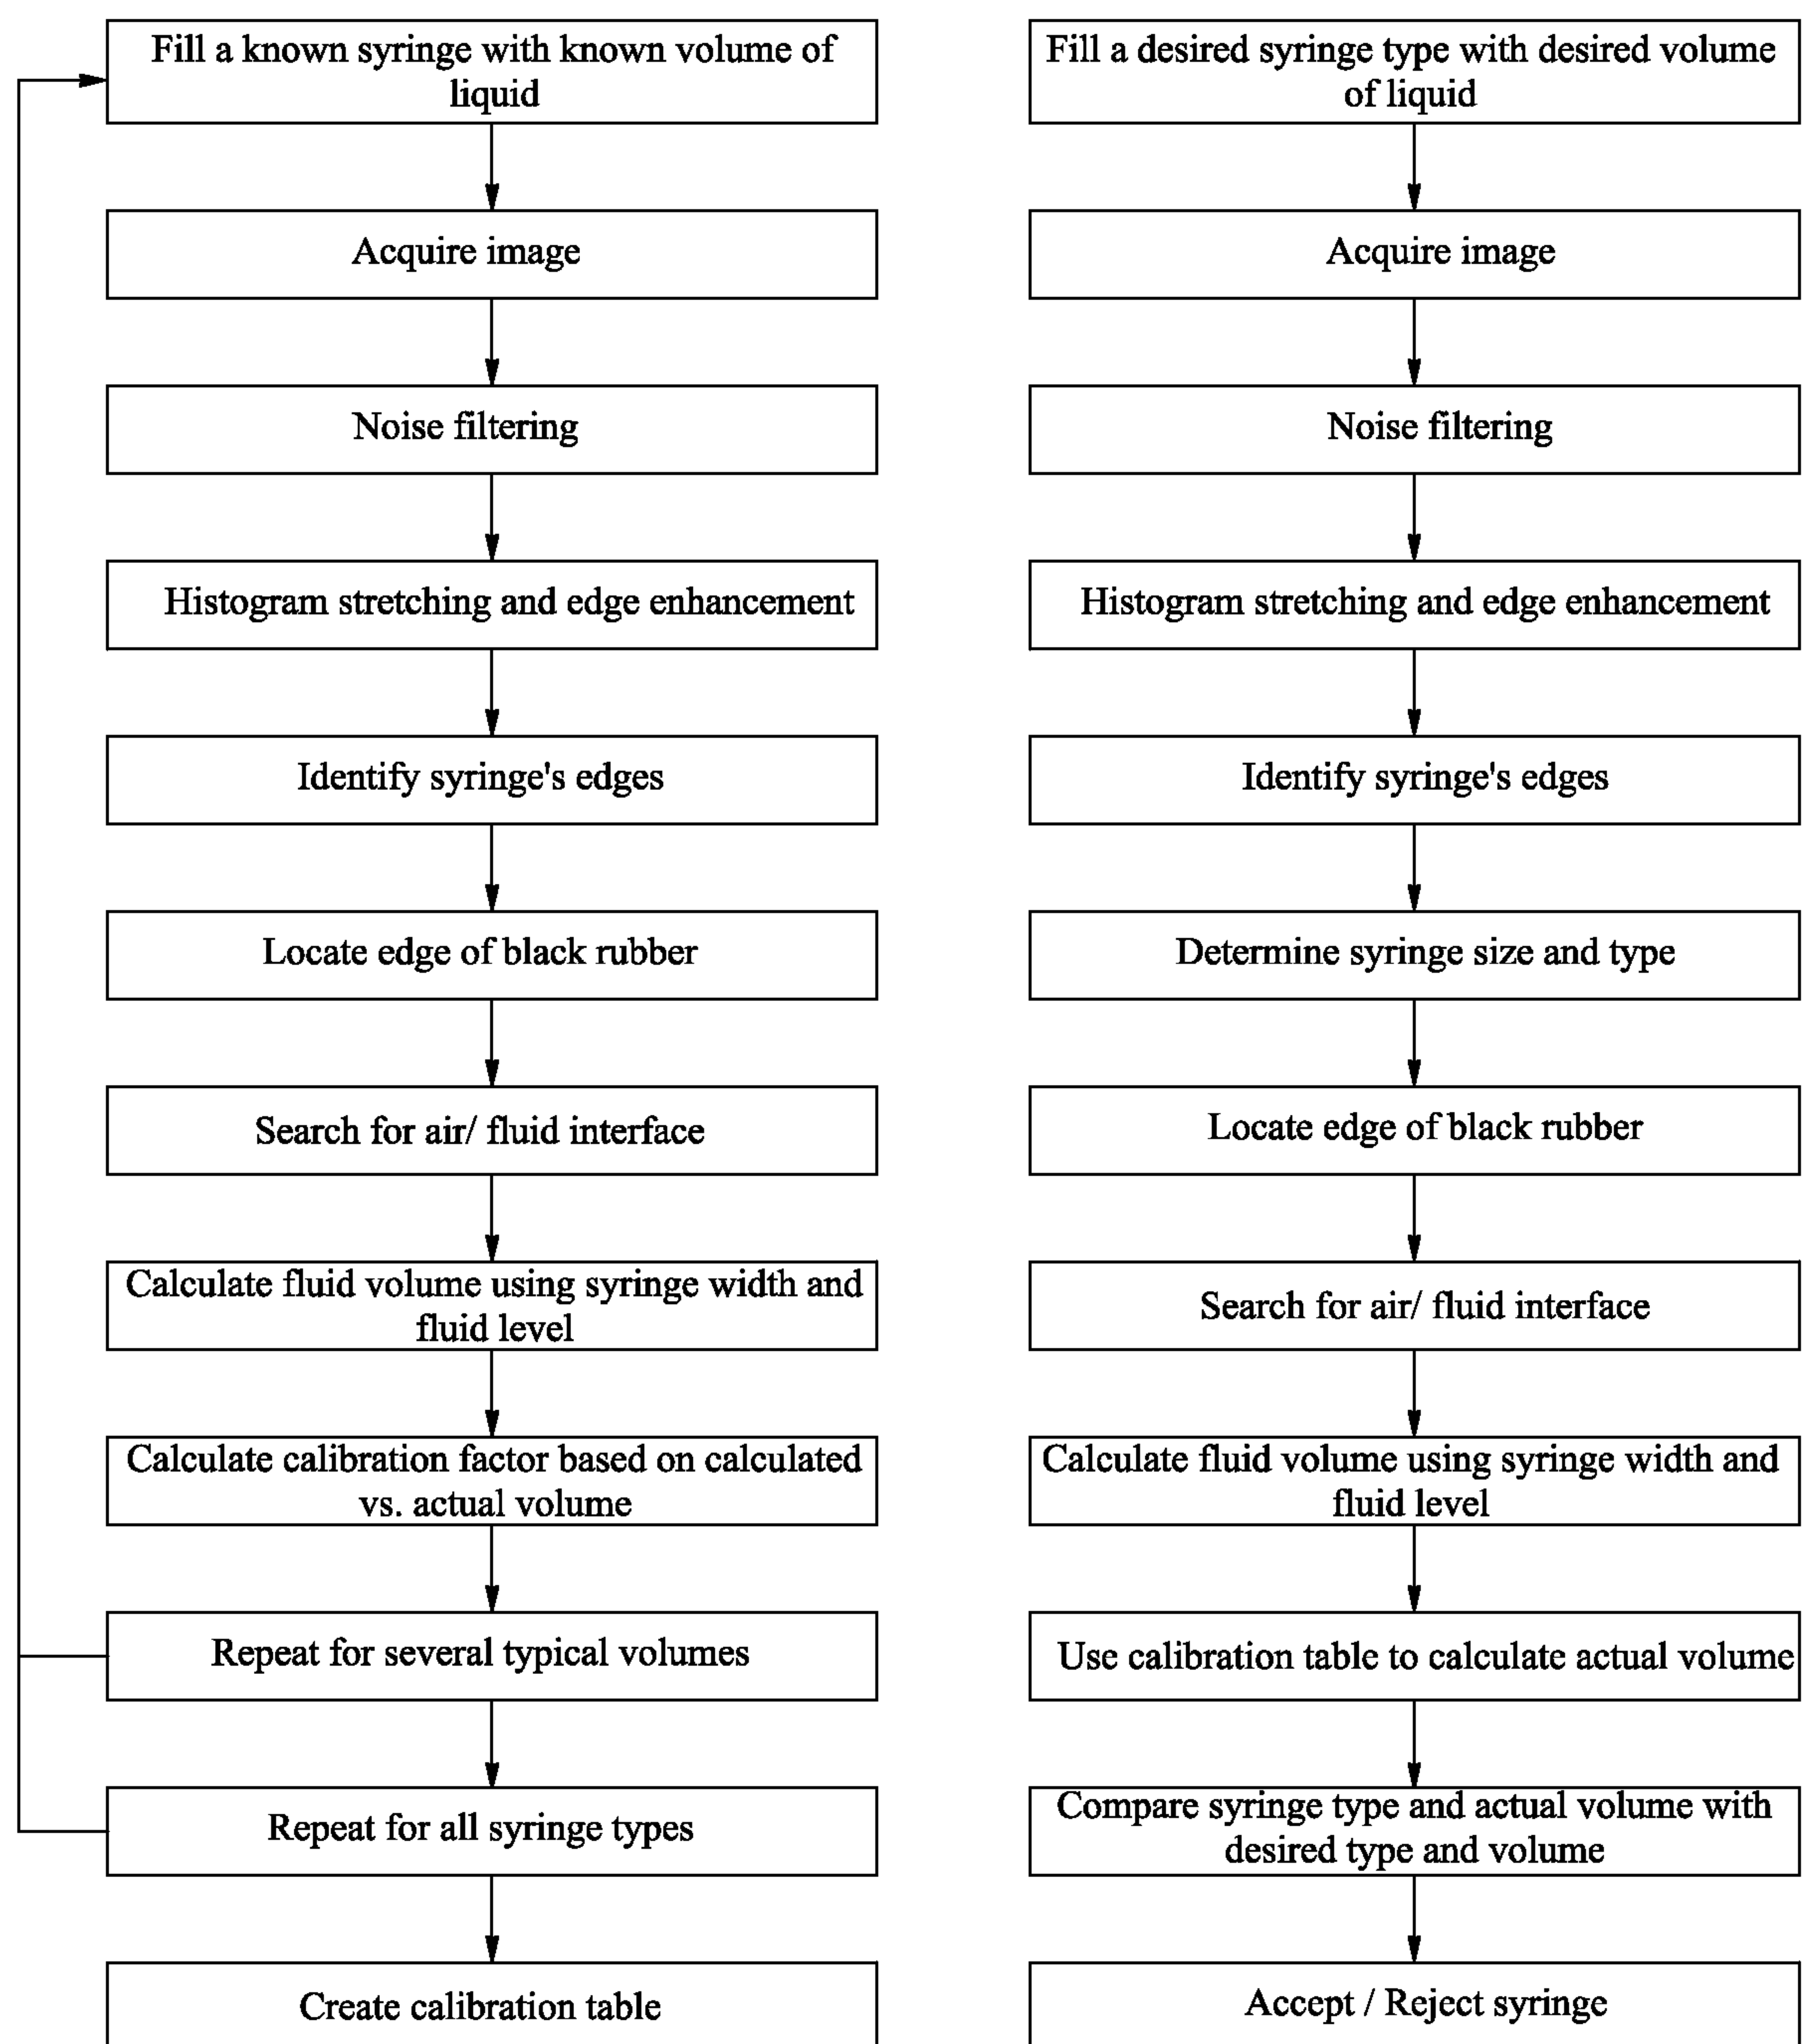 Fill a known syringe with known volume of
liquid
Acquire image
Noise filtering
Histogram stretching and edge enhancement
Identify syringe's edges
Locate edge of black rubber
Search for air/ fluid interface
Calculate fluid volume using syringe width and
fluid level
Calculate calibration factor based on calculated
vs. actual volume
Repeat for several typical volumes
Repeat for all syringe types
Create calibration table
Fill a desired syringe type with desired volume
of liquid
Acquire image
Noise filtering
Histogram stretching and edge enhancement
Identify syringe's edges
Determine syringe size and type
Locate edge of black rubber
Search for air/ fluid interface
Calculate fluid volume using syringe width and
fluid level
Use calibration table to calculate actual volume
Compare syringe type and actual volume with
desired type and volume
Accept / Reject syringe